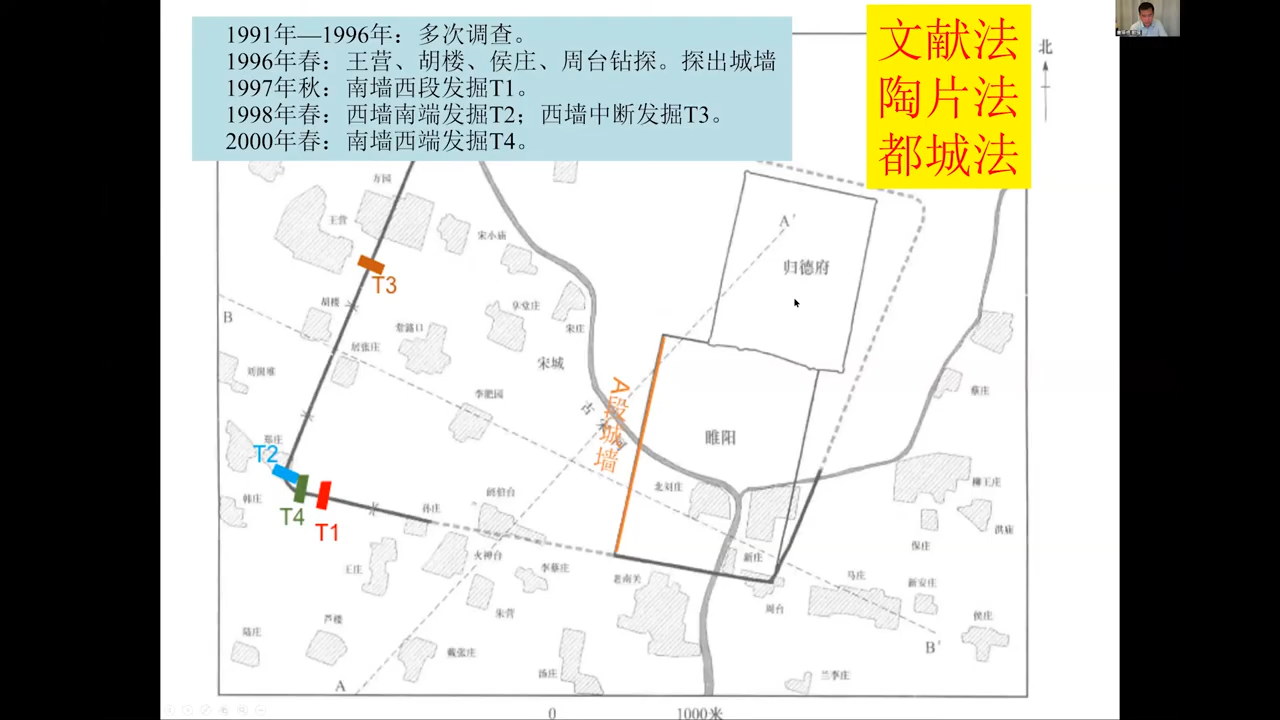 1991年—1996年：多次调查。
1996年春：王营、胡楼、侯庄、周台钻探。探出城墙
1997年秋：南墙西段发掘T1。
1998年春：西墙南端发掘T2；西墙中断发掘T3。
2000年春：南墙西端发掘T4。
文献法
陶片法
都城法
北
方园
王营
宋小庙
A′
归德府
T3
胡楼
B
阜堂庄
宋庄
常路口
居张庄
宋城
刘阁庄
蔡庄
李肥园
A段城墙
古
睢阳
郑庄
T2
北刘庄
柳王庄
韩庄
T4
T1
孙庄
阏伯台
洪庙
保庄
火神台
新庄
王庄
李蔡庄
老南关
马庄
新安庄
周台
朱营
芦楼
侯庄
陆庄
戴张庄
B′
汤庄
兰李庄
A
0
1000米